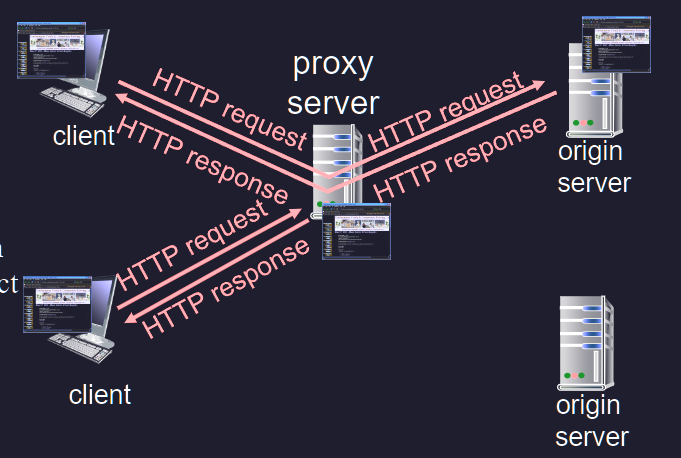 proxy
server
HTTP request
HTTP response
client
HTTP request
HTTP response
origin
server
HTTP request
HTTP response
client
ct
origin
server